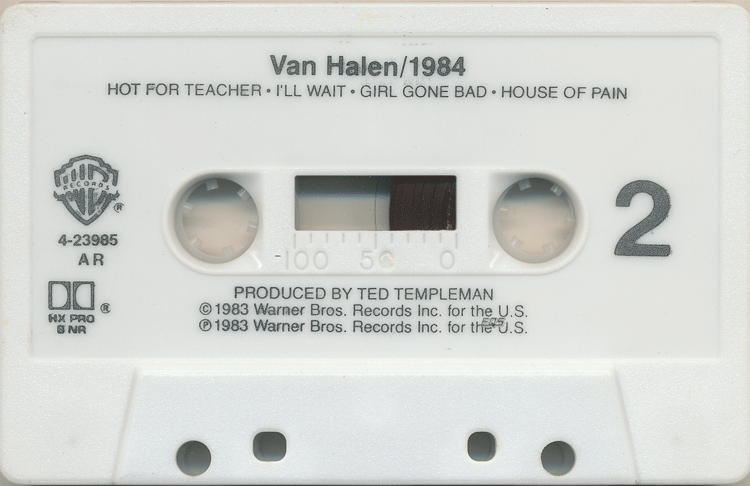 Van Halen/1984
HOT FOR TEACHER • I'LL WAIT • GIRL GONE BAD • HOUSE OF PAIN
RECORDS
®
4-23985
AR
2
100 50 0
®
HX PRO
B NR
PRODUCED BY TED TEMPLEMAN
©1983 Warner Bros. Records Inc. for the U.S.
℗1983 Warner Bros. Records Inc. for the U.S.